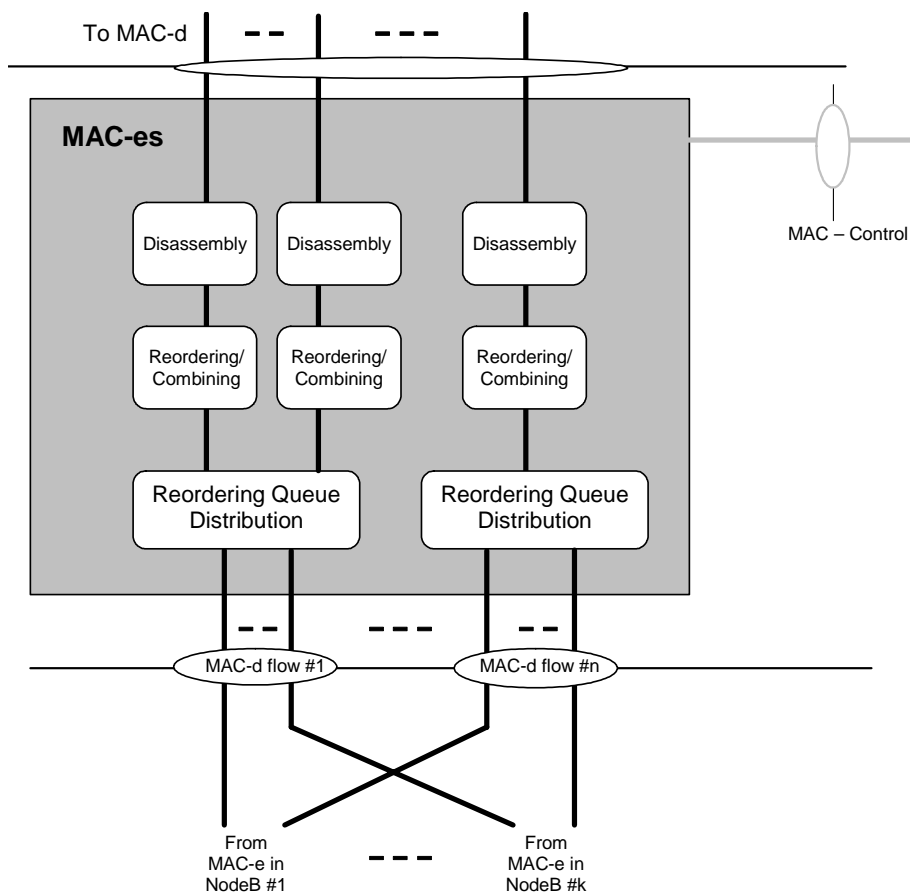 To MAC-d
MAC-es
MAC – Control
Disassembly
Disassembly
Disassembly
Reordering/
Combining
Reordering/
Combining
Reordering/
Combining
Reordering Queue
Distribution
Reordering Queue
Distribution
MAC-d flow #1
MAC-d flow #n
From
MAC-e in
NodeB #1
From
MAC-e in
NodeB #k